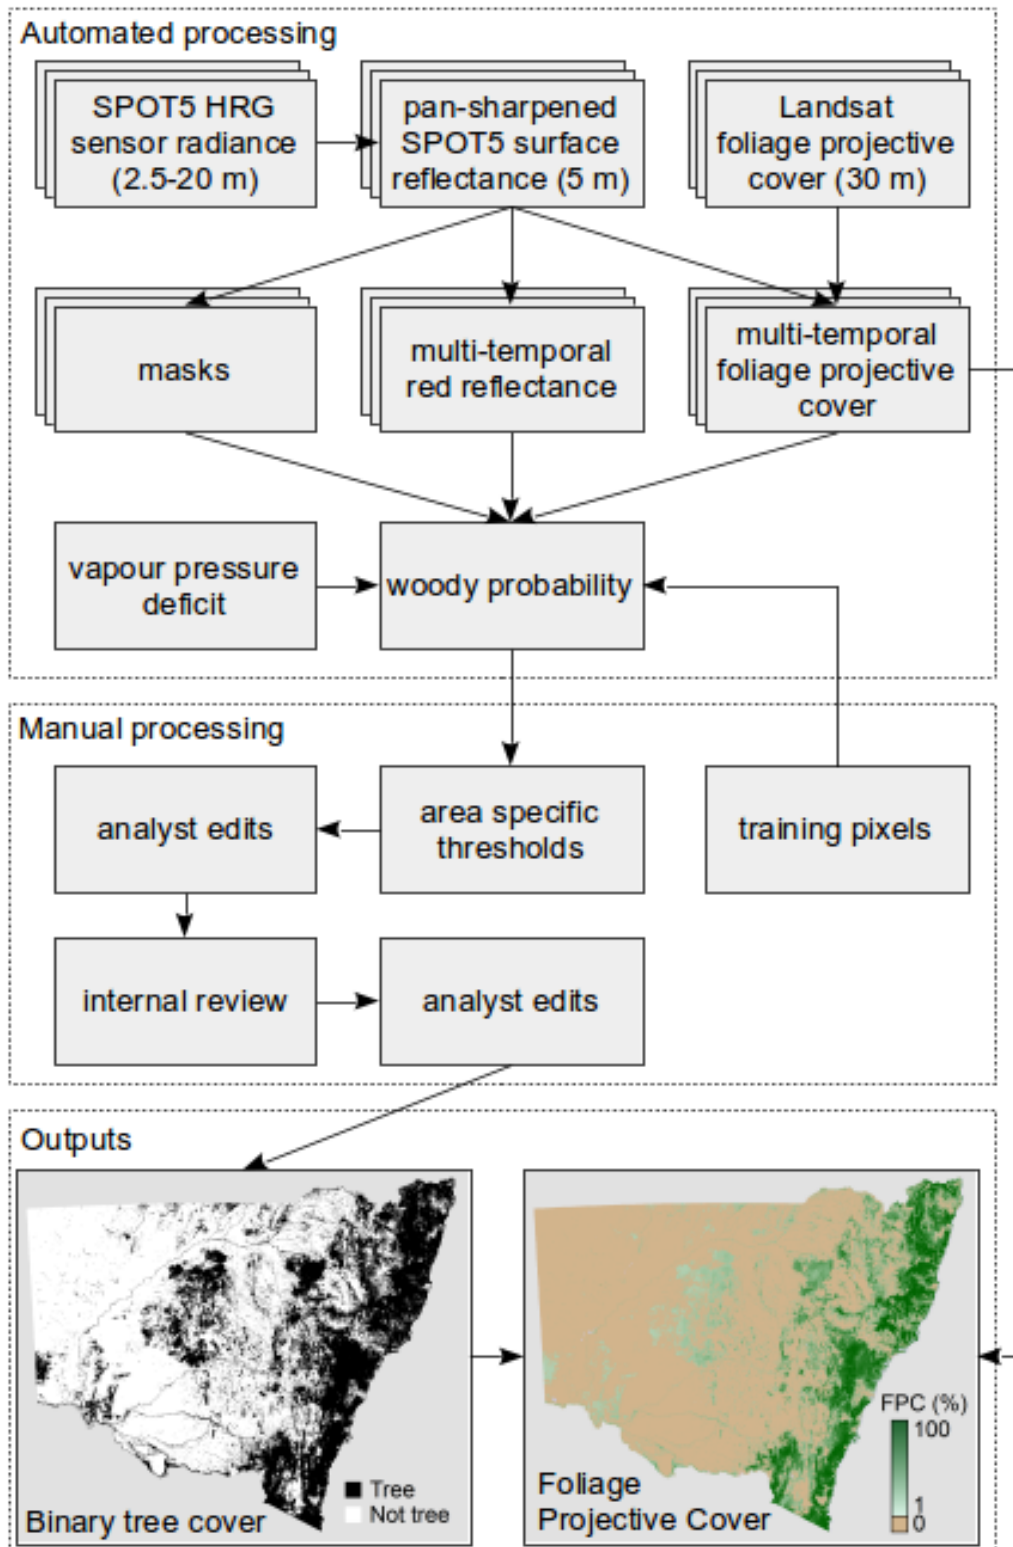 Automated processing
SPOT5 HRG
sensor radiance
(2.5-20 m)
pan-sharpened
SPOT5 surface
reflectance (5 m)
Landsat
foliage projective
cover (30 m)
masks
multi-temporal
red reflectance
multi-temporal
foliage projective
cover
vapour pressure
deficit
woody probability
Manual processing
analyst edits
area specific
thresholds
training pixels
internal review
analyst edits
Outputs
Tree
Not tree
Binary tree cover
FPC (%)
100
1
0
Foliage
Projective Cover